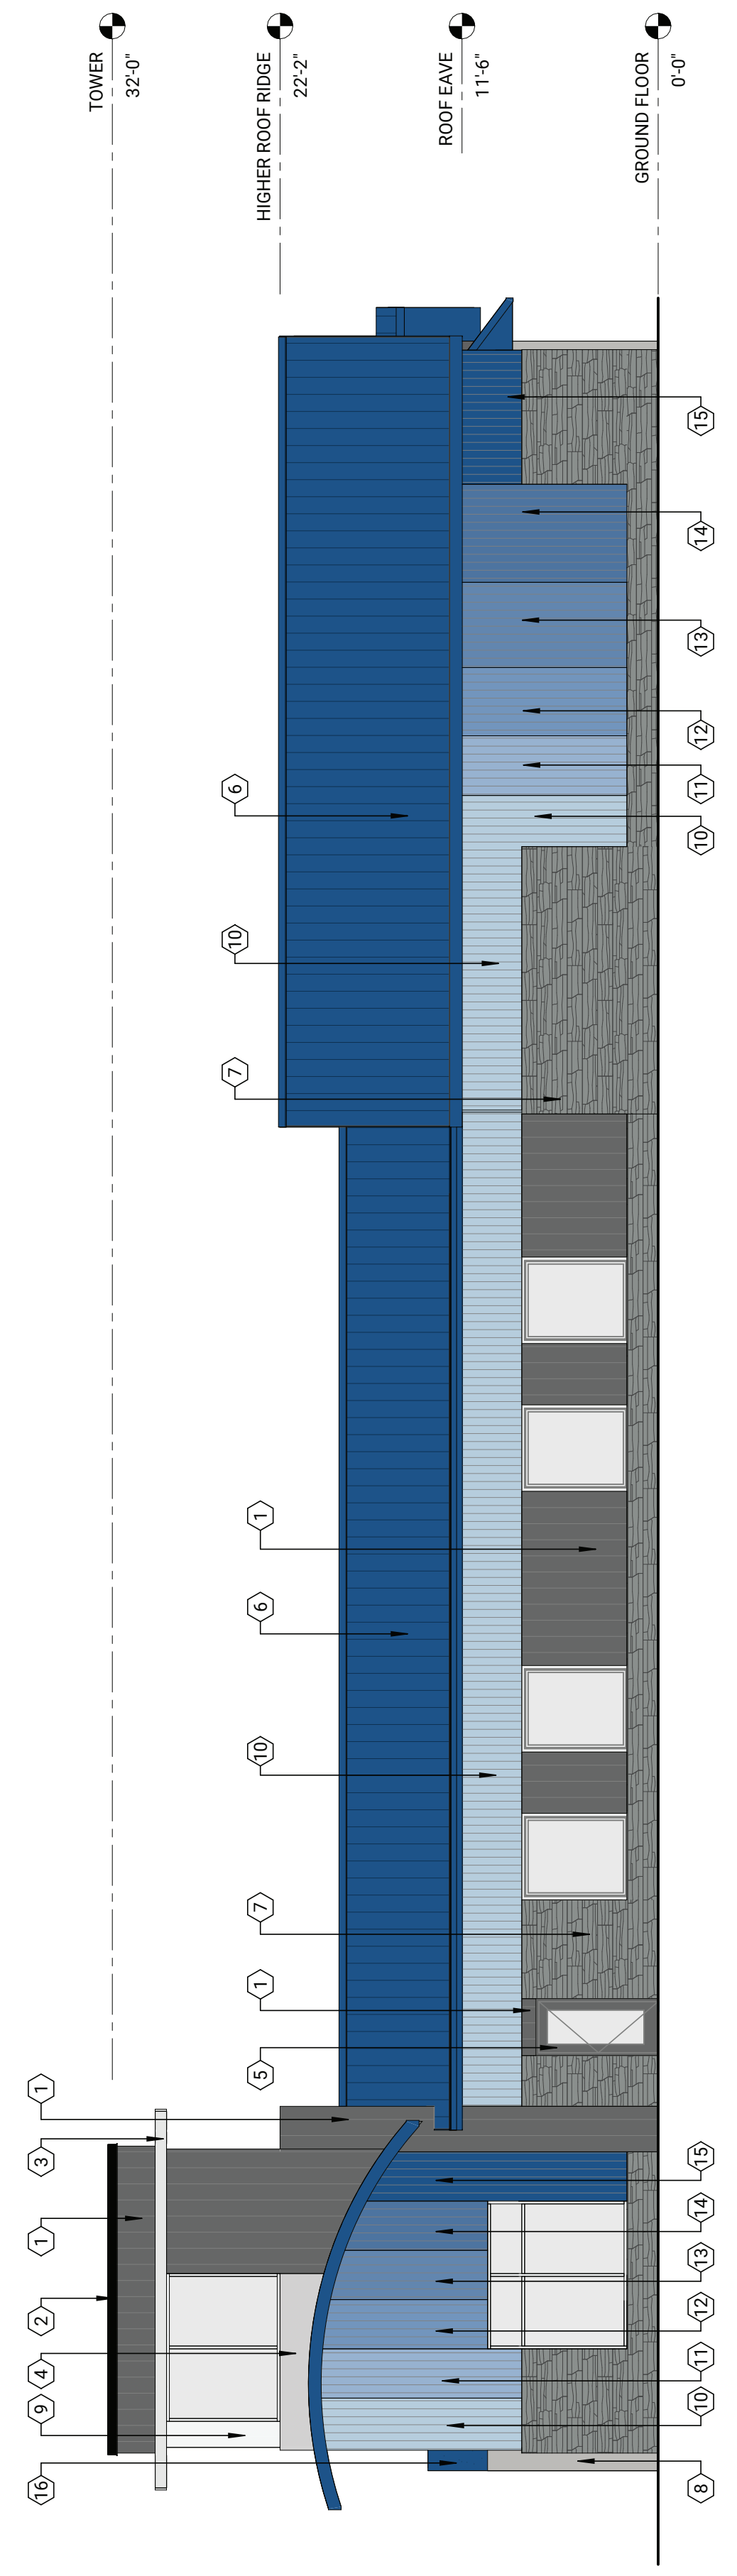 16 9 4 2 1 3 1
TOWER
32'-0"
7 10 6
5 1 7 10 6 1
HIGHER ROOF RIDGE
22'-2"
ROOF EAVE
11'-6"
GROUND FLOOR
0'-0"
8 10 11 12 13 14 15 10 11 12 13 14 15